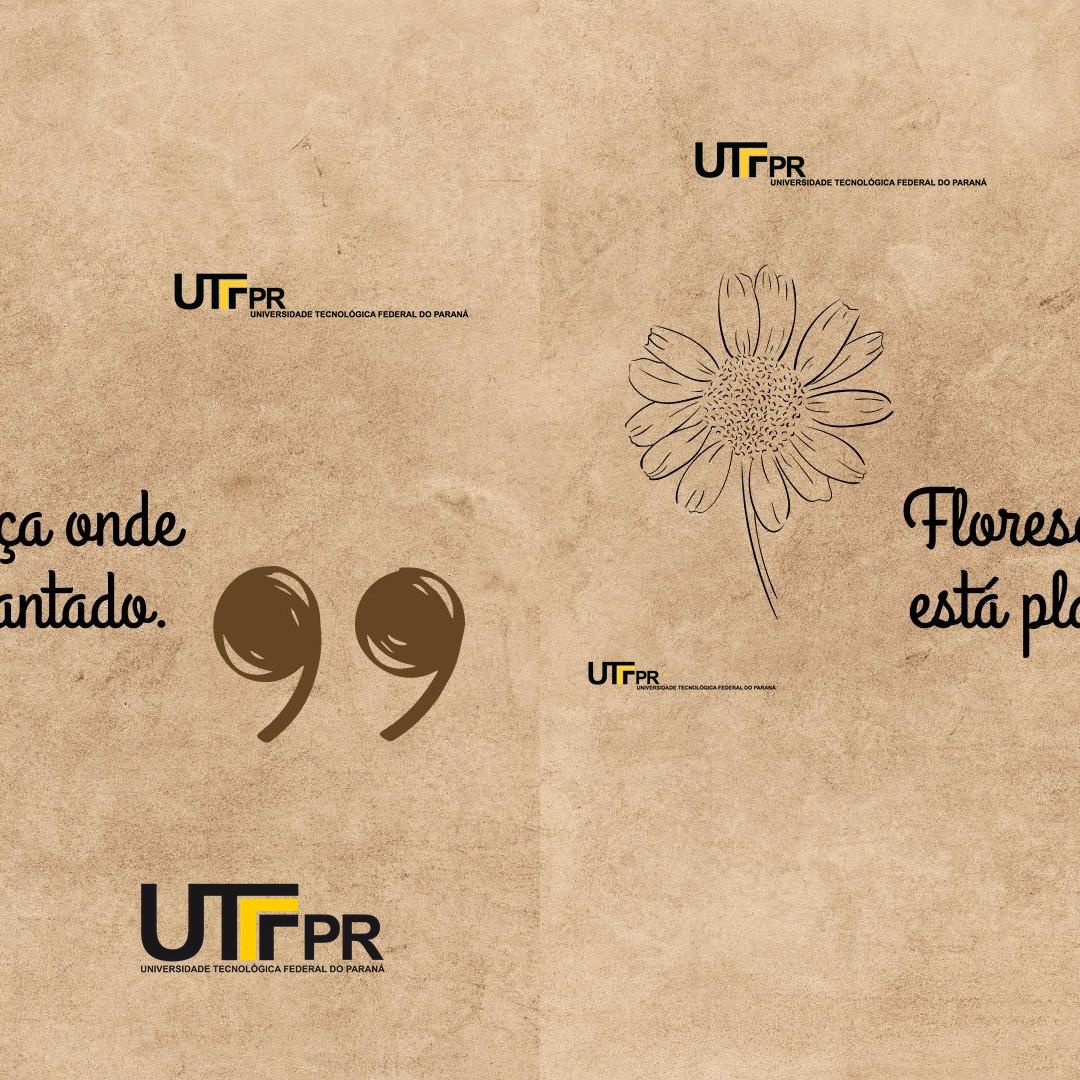 UTFPR
UNIVERSIDADE TECNOLÓGICA FEDERAL DO PARANÁ
ça onde
antado.
UTFPR
UNIVERSIDADE TECNOLÓGICA FEDERAL DO PARANÁ
UTFPR
UNIVERSIDADE TECNOLÓGICA FEDERAL DO PARANÁ
Floresc
está pla
UTFPR
UNIVERSIDADE TECNOLÓGICA FEDERAL DO PARANÁ